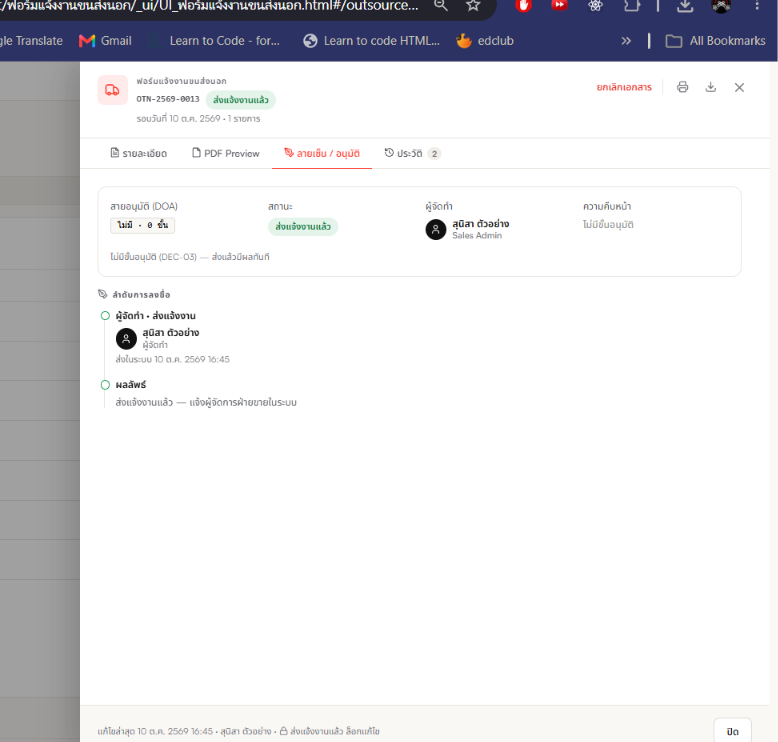 /ฟอร์มแจ้งงานขนส่งนอก/_ui/UI_ฟอร์มแจ้งงานขนส่งนอก.html#/outsource...
gle Translate Gmail Learn to Code - for... Learn to code HTML... edclub » All Bookmarks
ฟอร์มแจ้งงานขนส่งนอก
OTN-2569-0013 ส่งแจ้งงานแล้ว
รอบวันที่ 10 ต.ค. 2569 • 1 รายการ
ยกเลิกเอกสาร
รายละเอียด PDF Preview ลายเซ็น / อนุมัติ ประวัติ 2
สายอนุมัติ (DOA) สถานะ ผู้จัดทำ ความคืบหน้า
ไม่มี · 0 ขั้น ส่งแจ้งงานแล้ว สุนิสา ตัวอย่าง ไม่มีขั้นอนุมัติ
Sales Admin
ไม่มีขั้นอนุมัติ (DEC-03) — ส่งแล้วมีผลทันที
ลำดับการลงชื่อ
ผู้จัดทำ • ส่งแจ้งงาน
สุนิสา ตัวอย่าง
ผู้จัดทำ
ส่งในระบบ 10 ต.ค. 2569 16:45
ผลลัพธ์
ส่งแจ้งงานแล้ว — แจ้งผู้จัดการฝ่ายขายในระบบ
แก้ไขล่าสุด 10 ต.ค. 2569 16:45 • สุนิสา ตัวอย่าง • ส่งแจ้งงานแล้ว ล็อกแก้ไข
ปิด